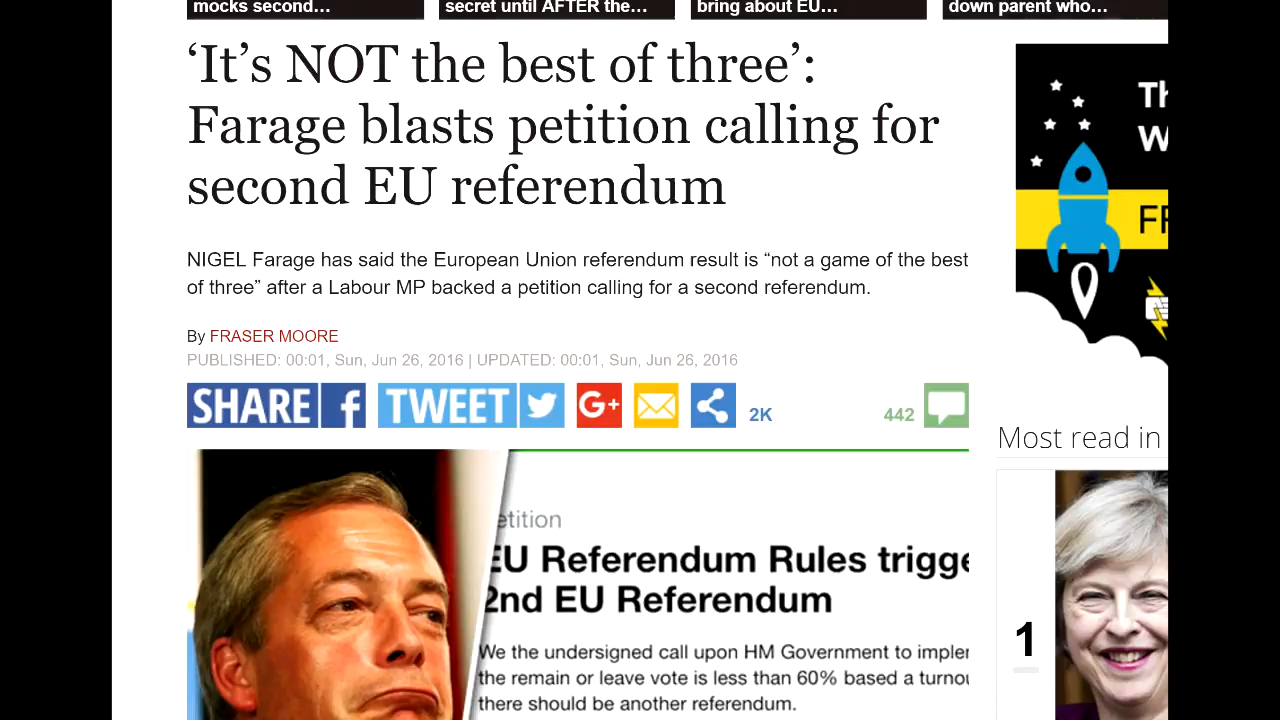 mocks second...
secret until AFTER the...
bring about EU...
down parent who...
‘It’s NOT the best of three’:
Farage blasts petition calling for
second EU referendum
NIGEL Farage has said the European Union referendum result is “not a game of the best
of three” after a Labour MP backed a petition calling for a second referendum.
By FRASER MOORE
PUBLISHED: 00:01, Sun, Jun 26, 2016 | UPDATED: 00:01, Sun, Jun 26, 2016
SHARE f
TWEET
G+
2K
442
Most read in
1
etition
EU Referendum Rules trigge
2nd EU Referendum
We the undersigned call upon HM Government to imple
the remain or leave vote is less than 60% based a turnou
there should be another referendum.